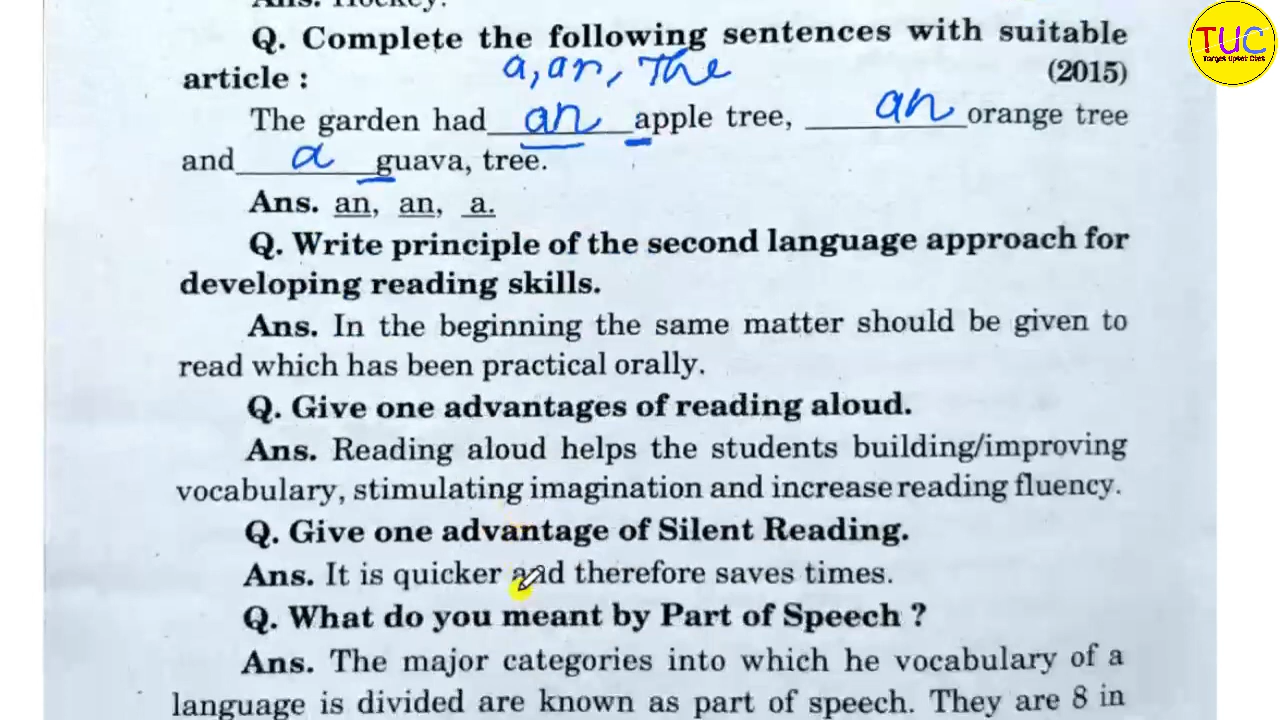 Ans. Hockey.
Q. Complete the following sentences with suitable
article : a, an, The (2015)
The garden had an apple tree, an orange tree
and a guava, tree.
Ans. an, an, a.
Q. Write principle of the second language approach for
developing reading skills.
Ans. In the beginning the same matter should be given to
read which has been practical orally.
Q. Give one advantages of reading aloud.
Ans. Reading aloud helps the students building/improving
vocabulary, stimulating imagination and increase reading fluency.
Q. Give one advantage of Silent Reading.
Ans. It is quicker and therefore saves times.
Q. What do you meant by Part of Speech ?
Ans. The major categories into which he vocabulary of a
language is divided are known as part of speech. They are 8 in
TUC
Target Upter Diet